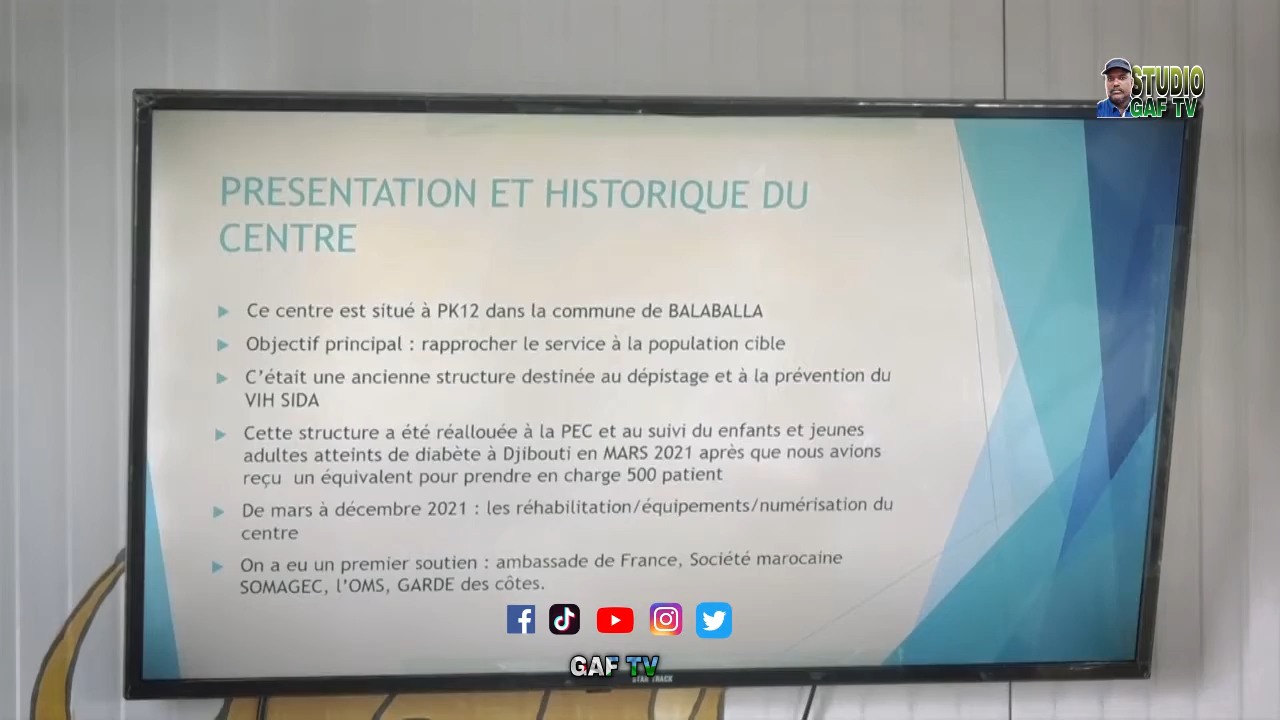 STUDIO
GAF TV
PRESENTATION ET HISTORIQUE DU
CENTRE
Ce centre est situé à PK12 dans la commune de BALABALLA
Objectif principal : rapprocher le service à la population cible
C'était une ancienne structure destinée au dépistage et à la prévention du
VIH SIDA
Cette structure a été réallouée à la PEC et au suivi du enfants et jeunes
adultes atteints de diabète à Djibouti en MARS 2021 après que nous avions
reçu un équivalent pour prendre en charge 500 patient
De mars à décembre 2021 : les réhabilitation/équipements/numérisation du
centre
On a eu un premier soutien : ambassade de France, Société marocaine
SOMAGEC, l'OMS, GARDE des côtes.
GAF TV
STAR TRACK